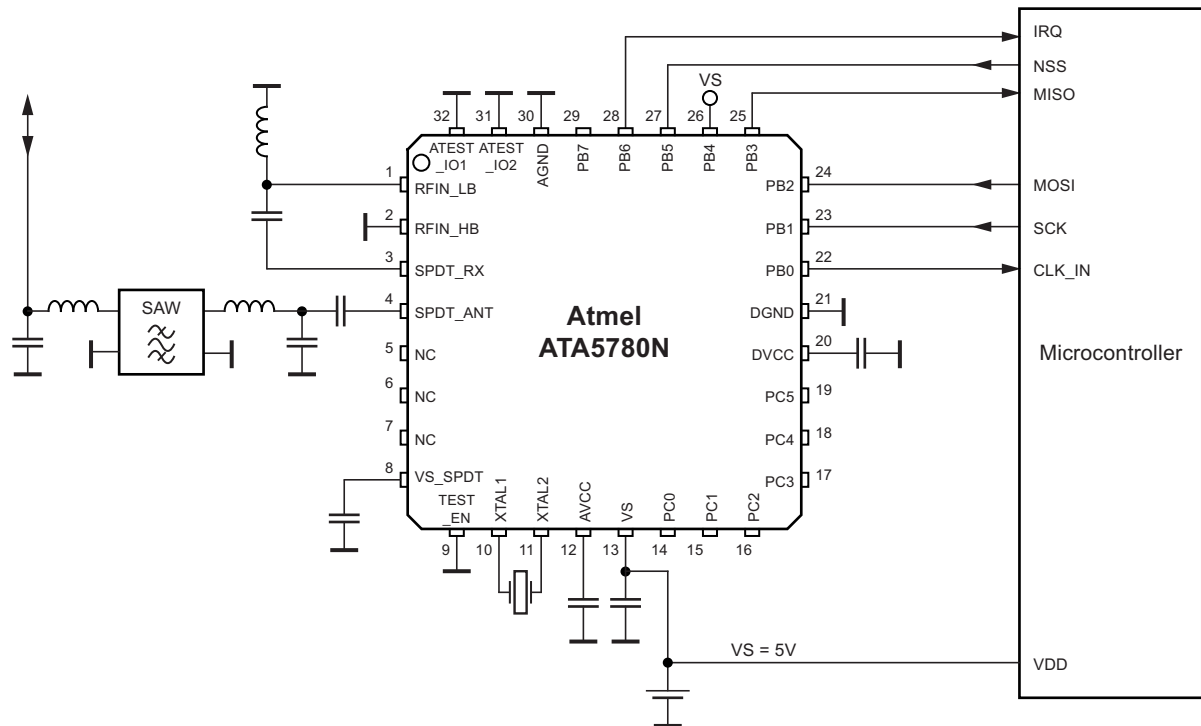 IRQ
NSS
VS
MISO
32
31
30
29
28
27
26
25
ATEST
_IO1
ATEST
_IO2
AGND
PB7
PB6
PB5
PB4
PB3
1
RFIN_LB
PB2
24
MOSI
2
RFIN_HB
PB1
23
SCK
3
SPDT_RX
PB0
22
CLK_IN
SAW
4
SPDT_ANT
Atmel
ATA5780N
DGND
21
5
NC
DVCC
20
Microcontroller
6
NC
PC5
19
7
NC
PC4
18
8
VS_SPDT
PC3
17
TEST
_EN
XTAL1
XTAL2
AVCC
VS
PC0
PC1
PC2
9
10
11
12
13
14
15
16
VS = 5V
VDD